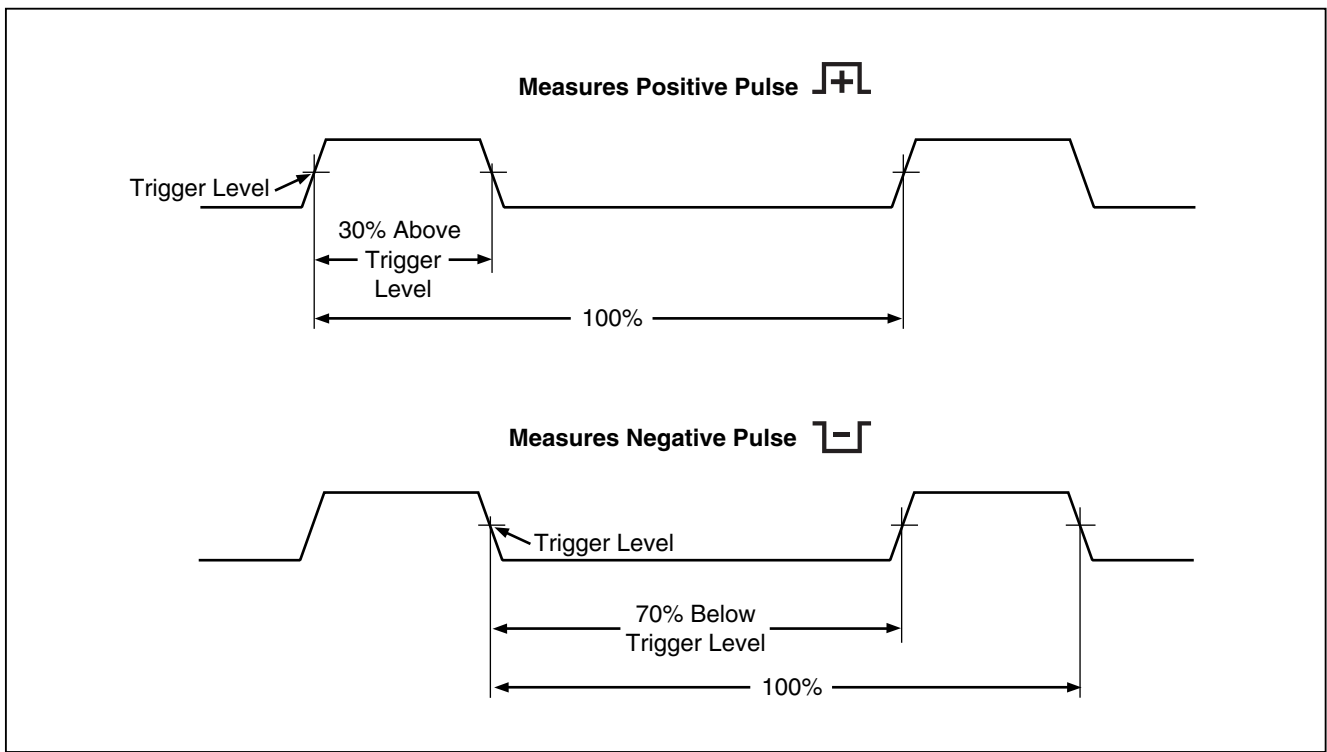 Measures Positive Pulse +
Trigger Level
30% Above
Trigger
Level
100%
Measures Negative Pulse -
Trigger Level
70% Below
Trigger Level
100%